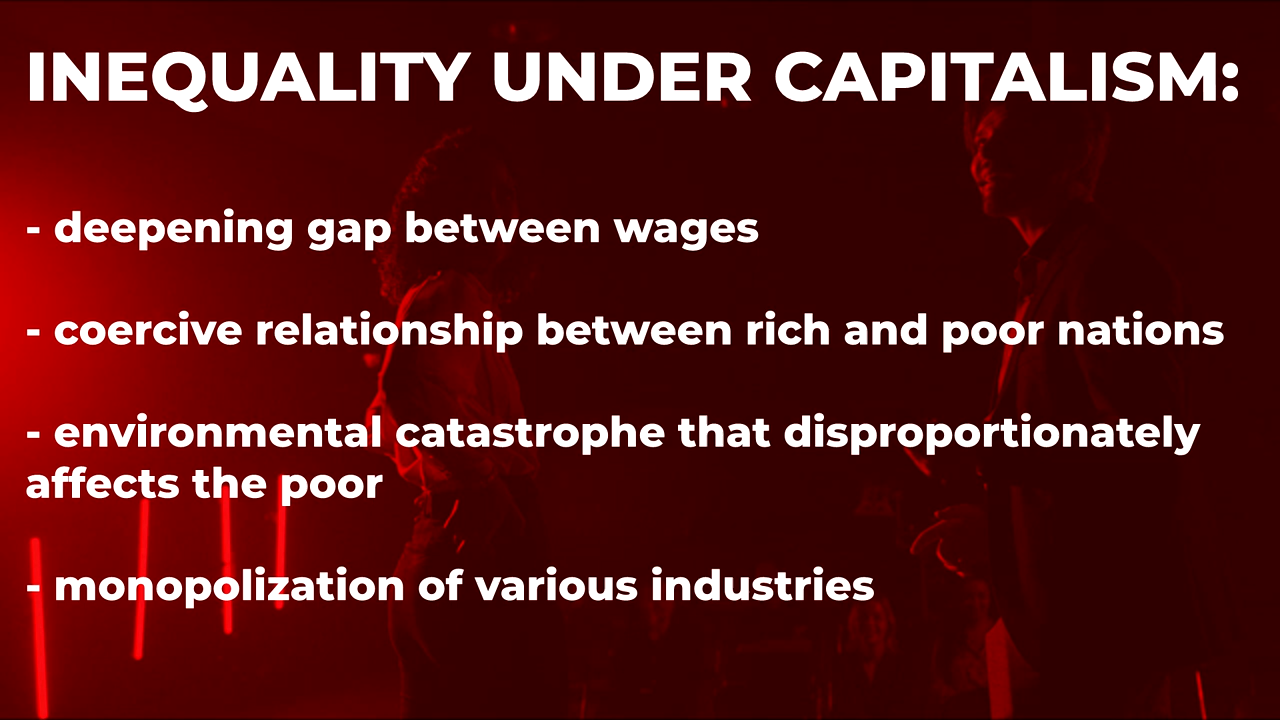 INEQUALITY UNDER CAPITALISM:
- deepening gap between wages
- coercive relationship between rich and poor nations
- environmental catastrophe that disproportionately
affects the poor
- monopolization of various industries